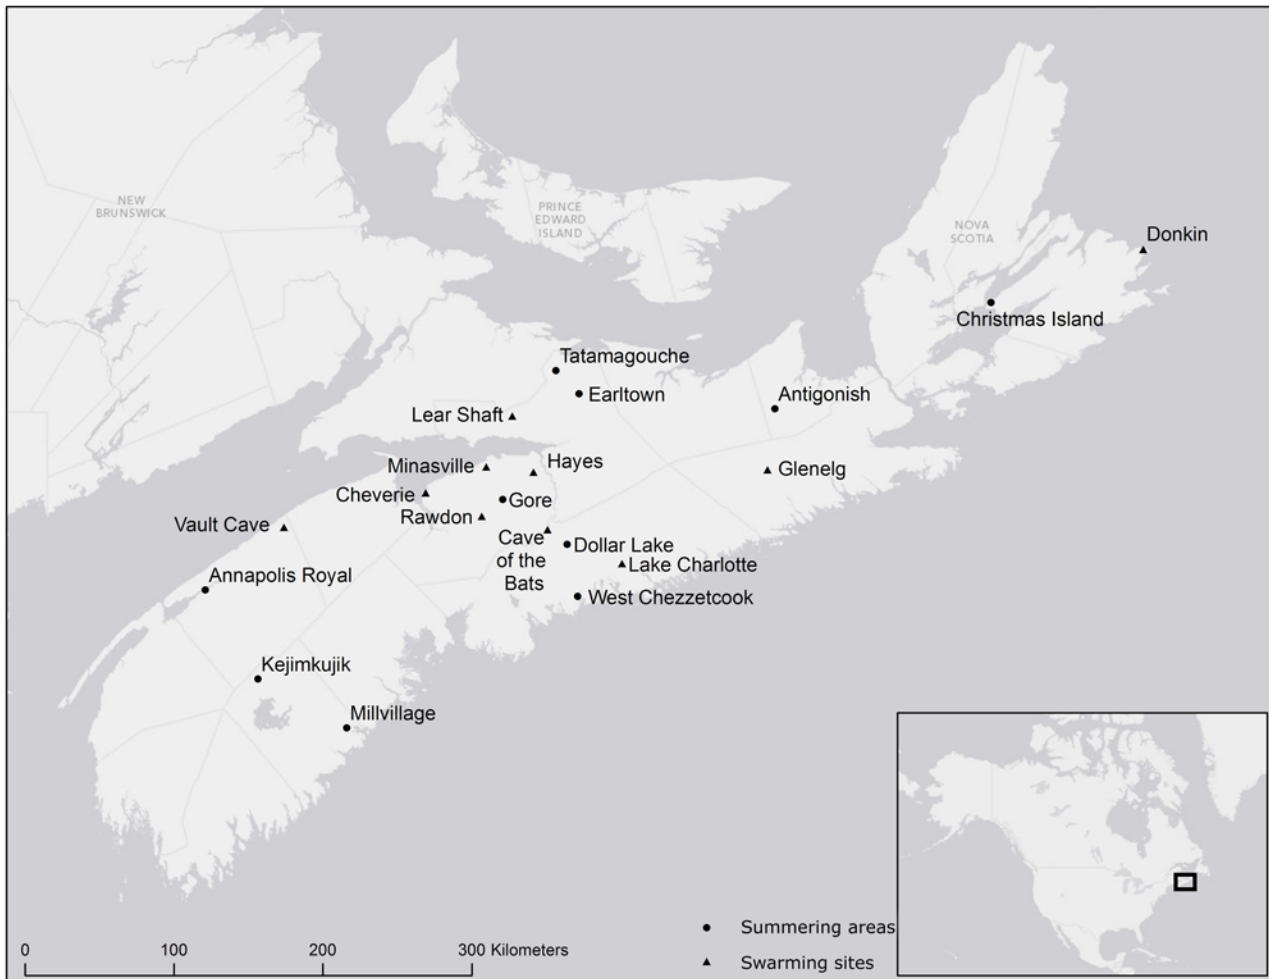 NEW
BRUNSWICK
PRINCE
EDWARD
ISLAND
NOVA
SCOTIA
Donkin
Christmas Island
Tatamagouche
Earltown
Antigonish
Lear Shaft
Minasville
Hayes
Glenelg
Cheverie
Gore
Rawdon
Vault Cave
Cave
of the
Bats
Dollar Lake
Lake Charlotte
Annapolis Royal
West Chezzetcook
Kejimkujik
Millvillage
0 100 200 300 Kilometers
Summering areas
Swarming sites